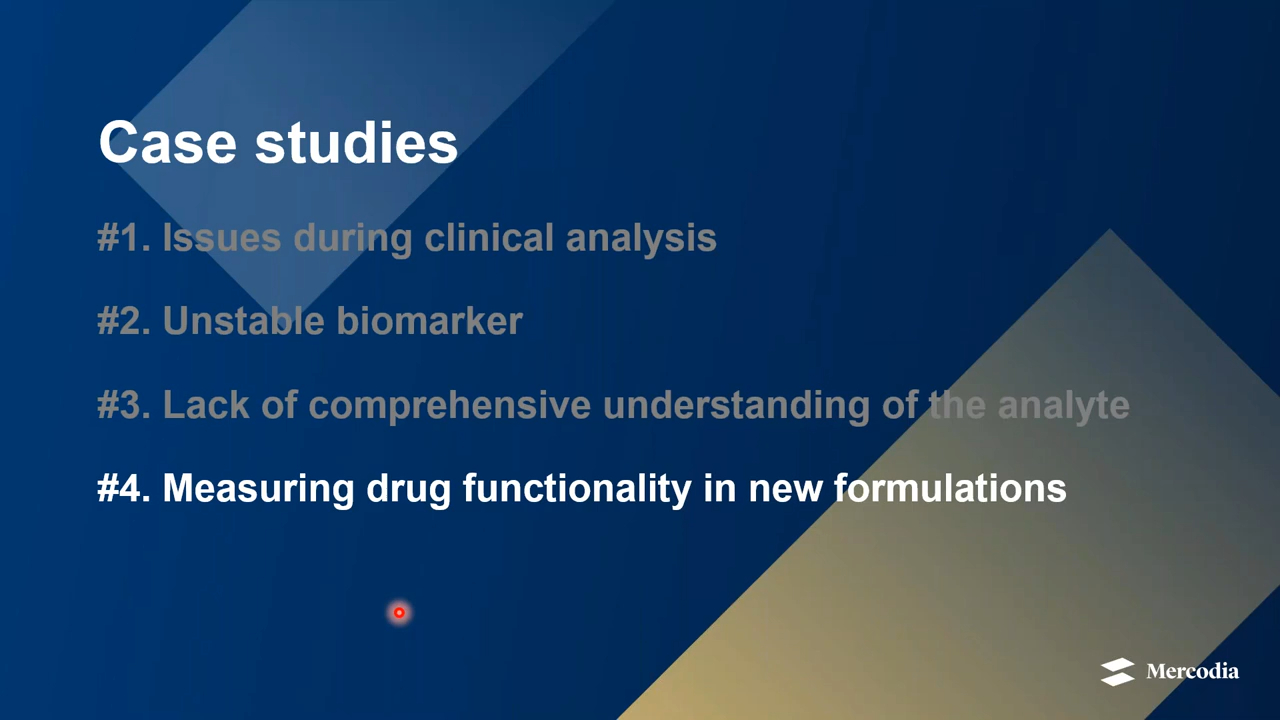 Case studies
#1. Issues during clinical analysis
#2. Unstable biomarker
#3. Lack of comprehensive understanding of the analyte
#4. Measuring drug functionality in new formulations
Mercodia